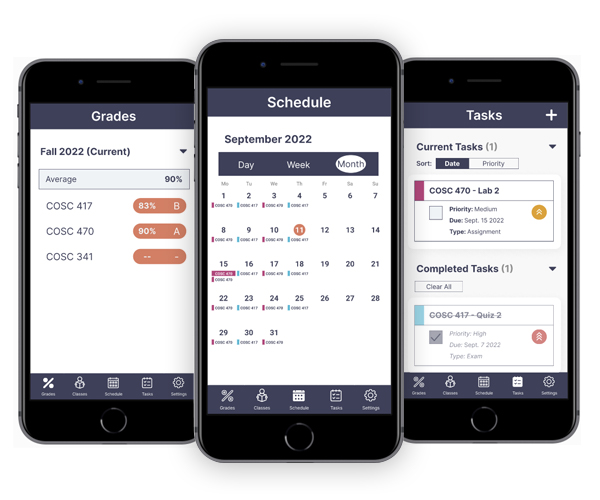 Grades
Fall 2022 (Current)
Average 90%
COSC 417 83% B
COSC 470 90% A
COSC 341 -- -
Grades Classes Schedule Tasks Settings
Schedule
September 2022
Day Week Month
Mo Tu We Th Fr Sa Su
1 2 3 4 5 6 7
COSC 470 COSC 417 COSC 470 COSC 417
8 9 10 11 12 13 14
COSC 470 COSC 417 COSC 470 COSC 417
15 16 17 18 19 20 21
COSC 470 COSC 417 COSC 470 COSC 417
COSC 470
22 23 24 25 26 27 28
COSC 470 COSC 417 COSC 470 COSC 417
29 30 31
COSC 470 COSC 417 COSC 470
Grades Classes Schedule Tasks Settings
Tasks +
Current Tasks (1)
Sort: Date Priority
COSC 470 - Lab 2
Priority: Medium
Due: Sept. 15 2022
Type: Assignment
Completed Tasks (1)
Clear All
COSC 417 - Quiz 2
Priority: High
Due: Sept. 7 2022
Type: Exam
Grades Classes Schedule Tasks Settings